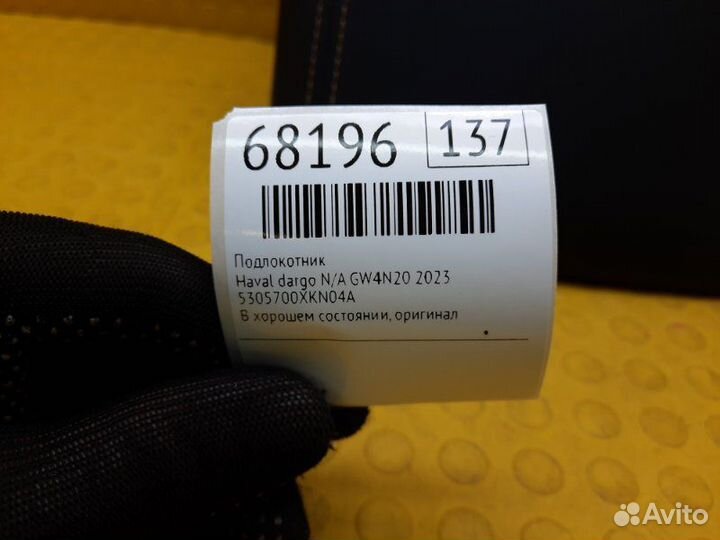 68196 137
Подлокотник
Haval dargo N/A GW4N20 2023
5305700XKN04A
В хорошем состоянии, оригинал
Avito